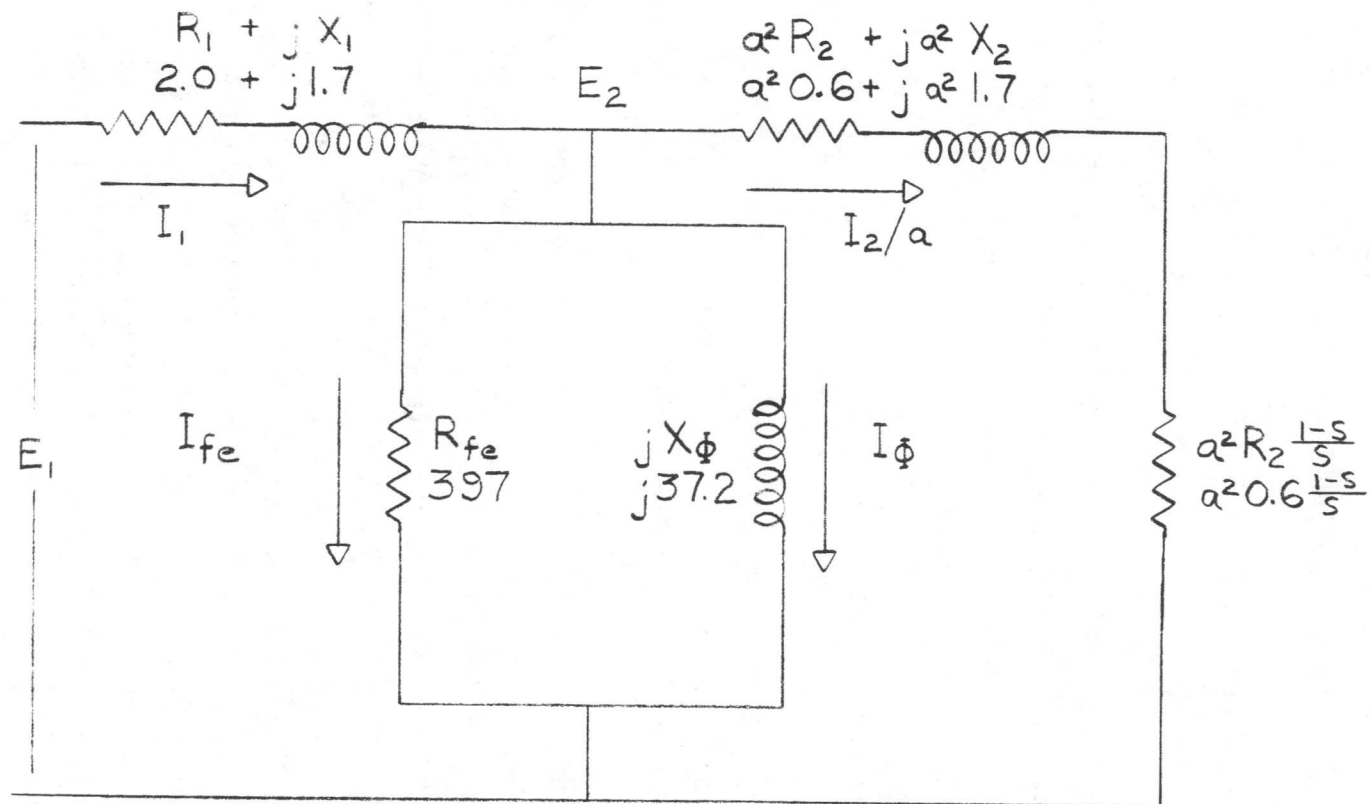 R₁ + j X₁
2.0 + j 1.7
E₂
a² R₂ + j a² X₂
a² 0.6 + j a² 1.7
I₁
I₂/a
E₁
I_fe
R_fe
397
j X_Φ
j 37.2
I_Φ
a² R₂ (1-s)/s
a² 0.6 (1-s)/s